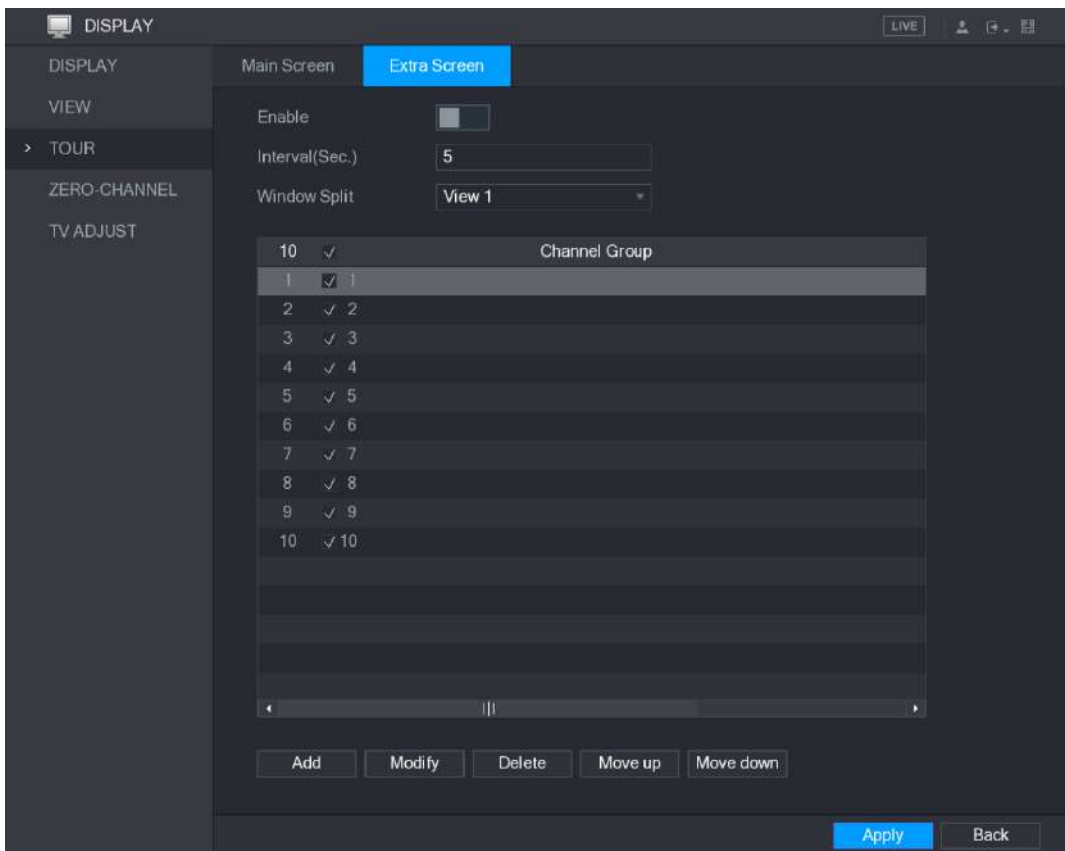 DISPLAY LIVE
DISPLAY
VIEW
TOUR
ZERO-CHANNEL
TV ADJUST
Main Screen Extra Screen
Enable
Interval(Sec.) 5
Window Split View 1
10 Channel Group
1 1
2 2
3 3
4 4
5 5
6 6
7 7
8 8
9 9
10 10
Add Modify Delete Move up Move down
Apply Back